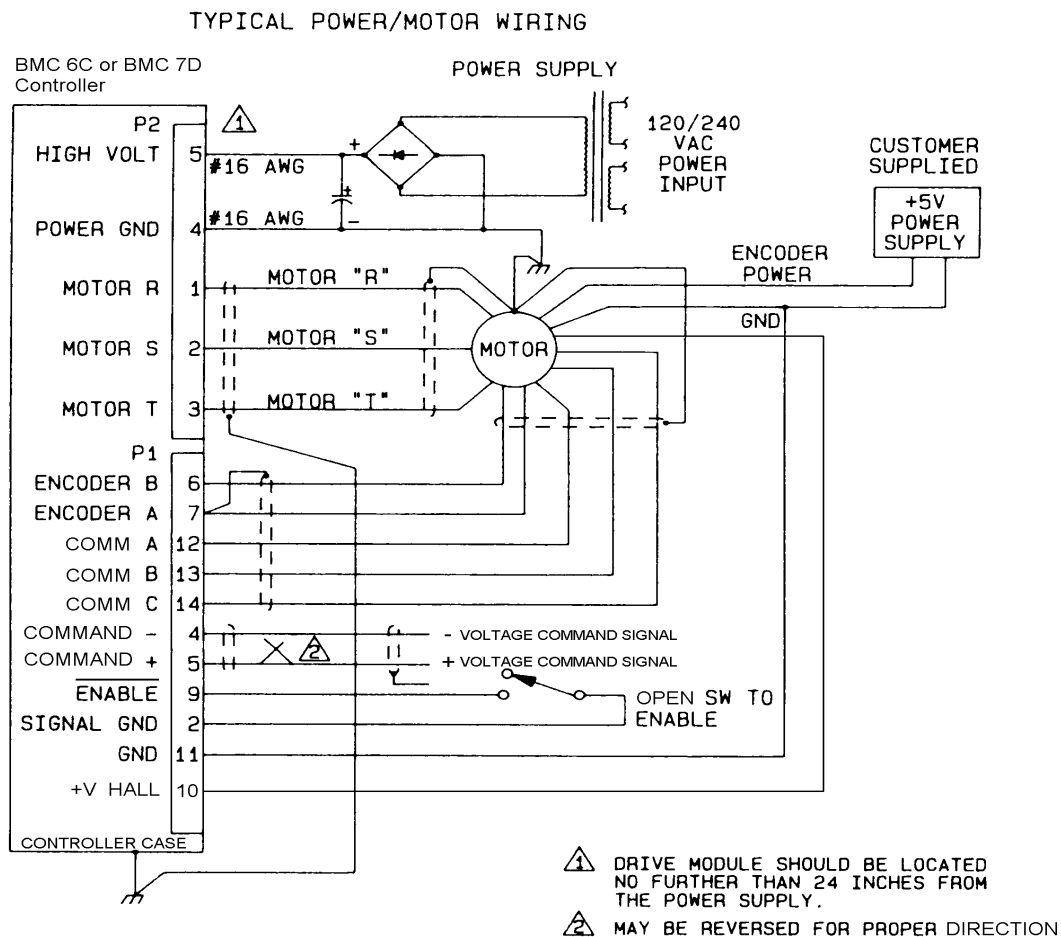 TYPICAL POWER/MOTOR WIRING
BMC 6C or BMC 7D
Controller
POWER SUPPLY
P2
1
120/240
VAC
POWER
INPUT
CUSTOMER
SUPPLIED
HIGH VOLT 5
#16 AWG
+
+
-
+5V
POWER
SUPPLY
POWER GND 4
#16 AWG
ENCODER
POWER
MOTOR R 1
MOTOR "R"
GND
MOTOR S 2
MOTOR "S"
MOTOR
MOTOR T 3
MOTOR "T"
P1
ENCODER B 6
ENCODER A 7
COMM A 12
COMM B 13
COMM C 14
COMMAND - 4
2
- VOLTAGE COMMAND SIGNAL
COMMAND + 5
+ VOLTAGE COMMAND SIGNAL
ENABLE 9
OPEN SW TO
ENABLE
SIGNAL GND 2
GND 11
+V HALL 10
CONTROLLER CASE
1 DRIVE MODULE SHOULD BE LOCATED
NO FURTHER THAN 24 INCHES FROM
THE POWER SUPPLY.
2 MAY BE REVERSED FOR PROPER DIRECTION